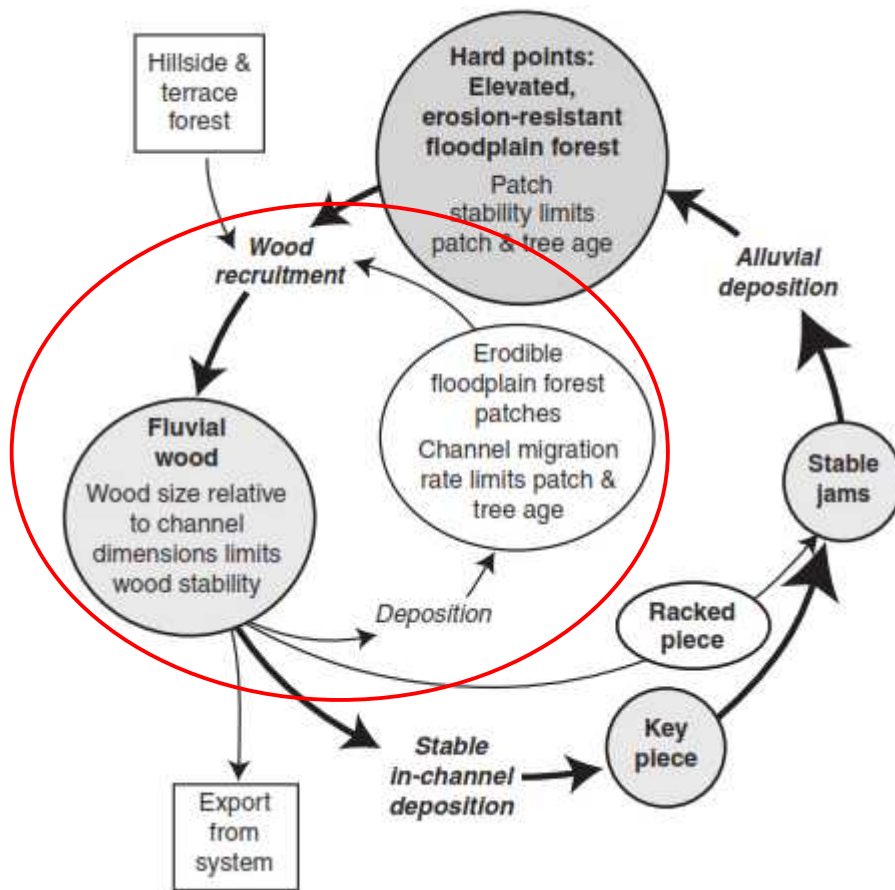 Hillside &
terrace
forest
Hard points:
Elevated,
erosion-resistant
floodplain forest
Patch
stability limits
patch & tree age
Wood
recruitment
Alluvial
deposition
Erodible
floodplain forest
patches
Channel migration
rate limits patch &
tree age
Fluvial
wood
Wood size relative
to channel
dimensions limits
wood stability
Stable
jams
Deposition
Racked
piece
Key
piece
Stable
in-channel
deposition
Export
from
system